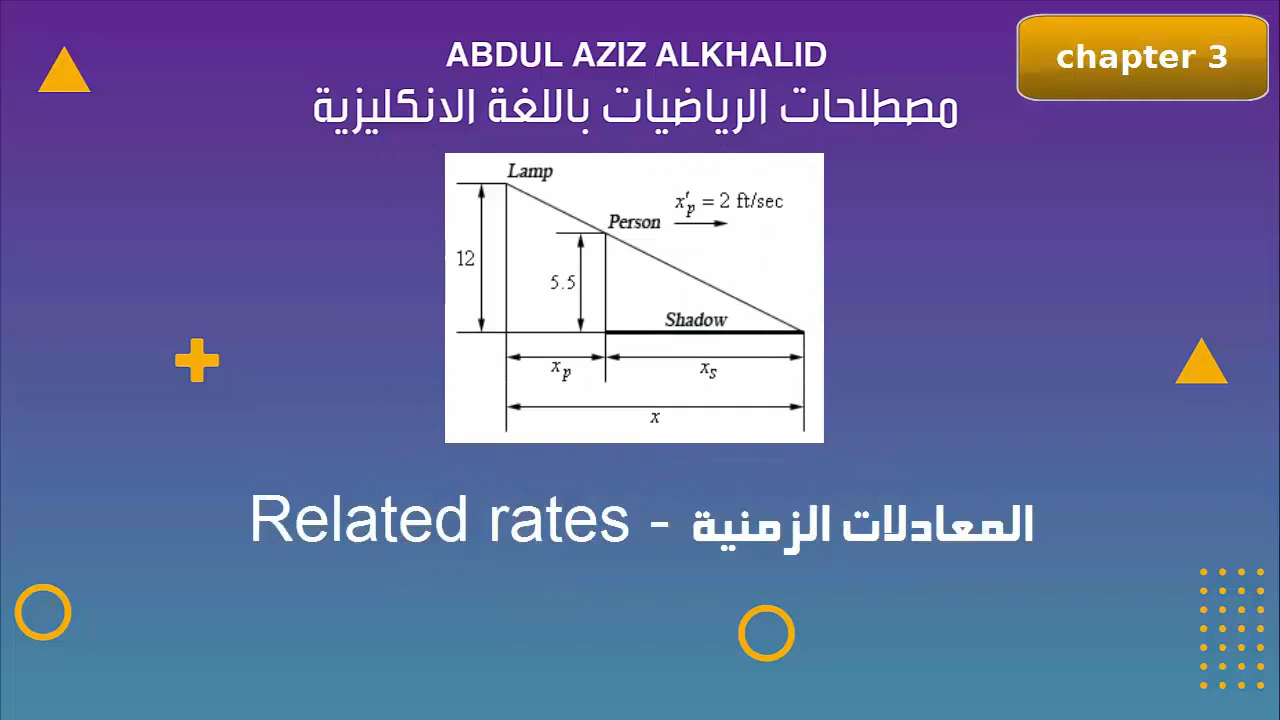 ABDUL AZIZ ALKHALID
chapter 3
مصطلحات الرياضيات باللغة الانكليزية
Lamp
x'p = 2 ft/sec
Person
12
5.5
Shadow
xp
xs
x
Related rates - المعادلات الزمنية